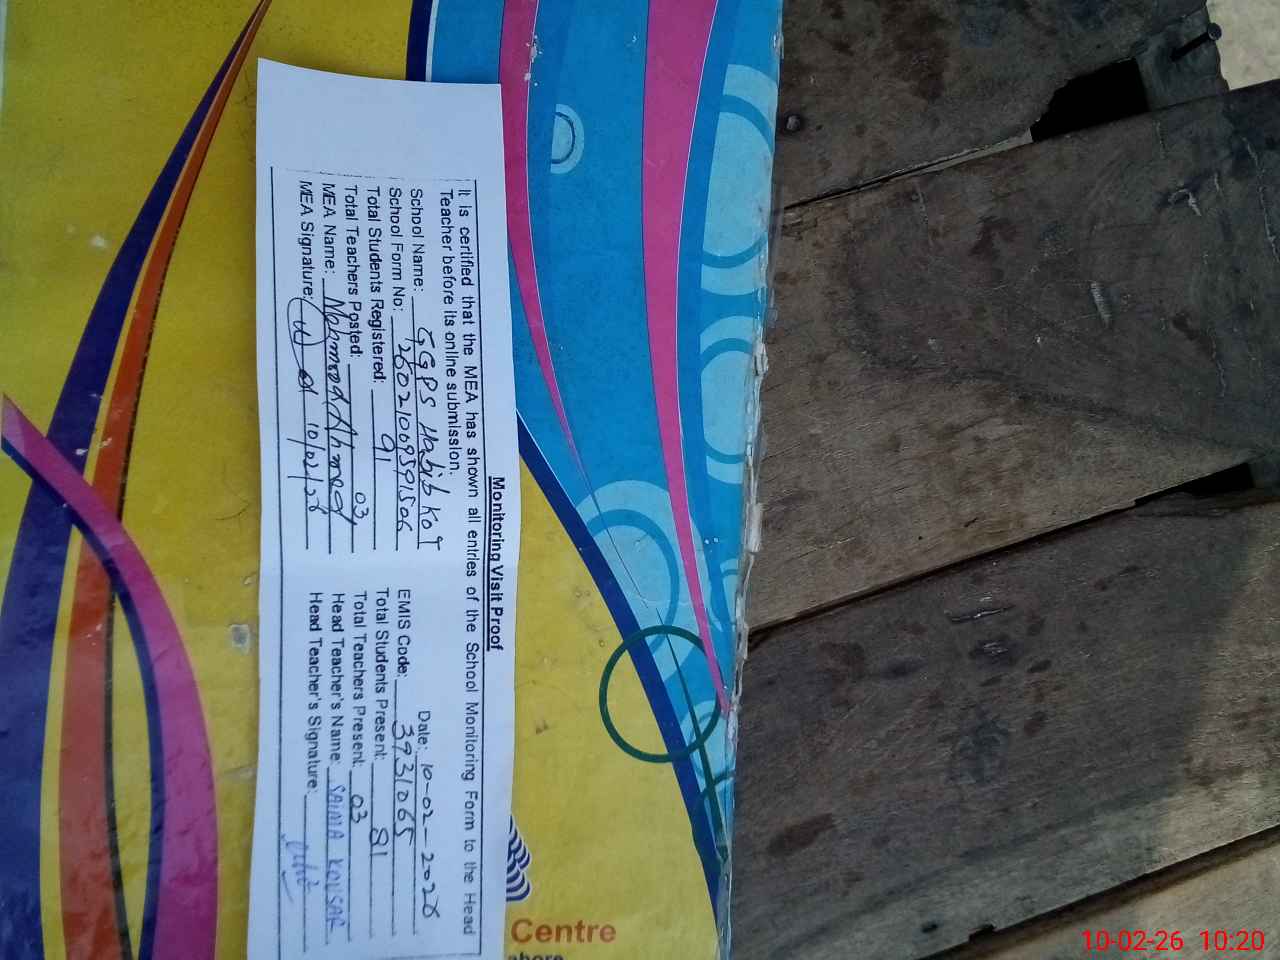 Monitoring Visit Proof
It is certified that the MEA has shown all entries of the School Monitoring Form to the Head
Teacher before its online submission.
School Name: GGPS Habib Kot Date: 10-02-2026
School Form No: EMIS Code: 3931065
Total Students Registered: 91 Total Students Present: 81
Total Teachers Posted: 03 Total Teachers Present: 03
MEA Name: Mehmood Ahmed Head Teacher's Name: SAIMA KOUSAR
MEA Signature: 10/02/26 Head Teacher's Signature:
Centre
ahore
10-02-26 10:20